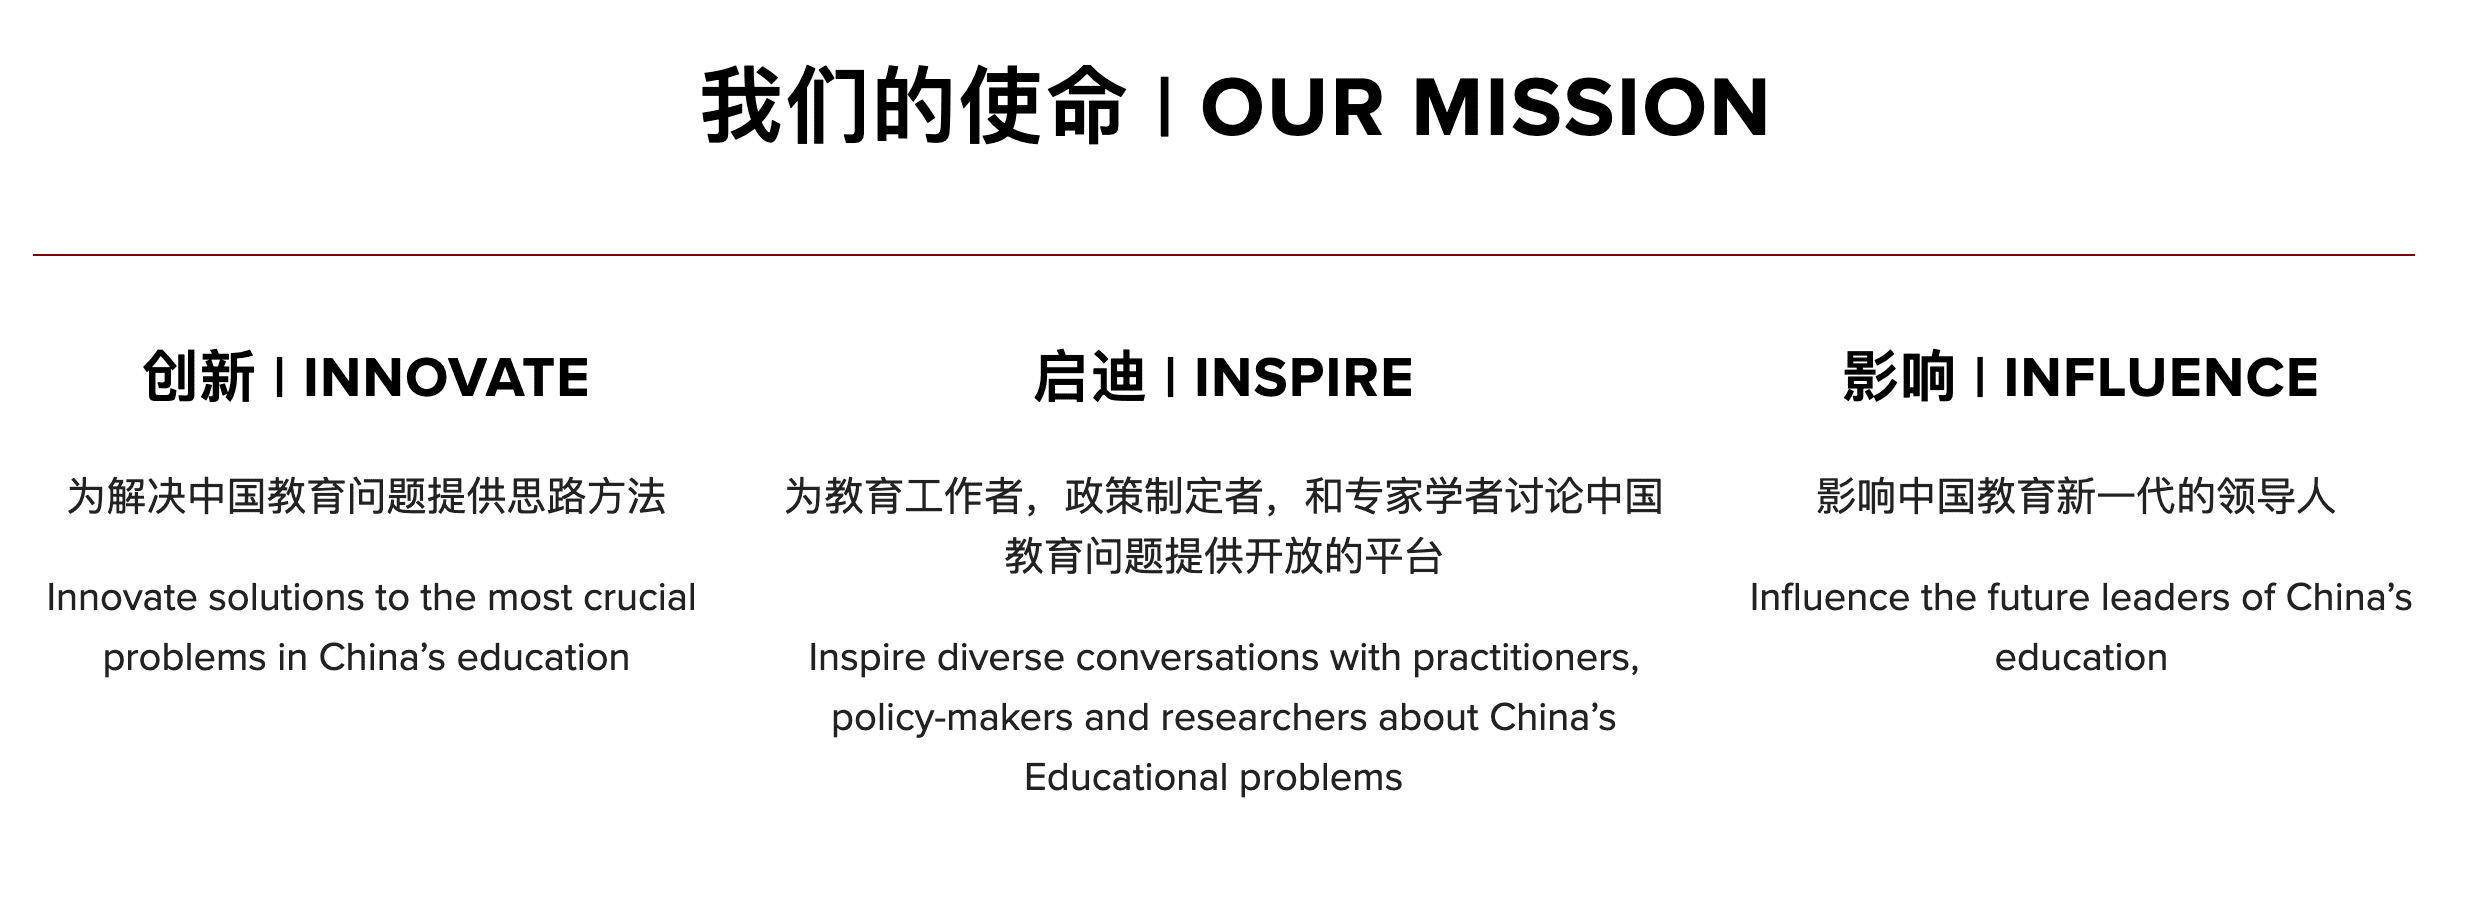 我们的使命 | OUR MISSION
创新 | INNOVATE
为解决中国教育问题提供思路方法
Innovate solutions to the most crucial
problems in China’s education
启迪 | INSPIRE
为教育工作者，政策制定者，和专家学者讨论中国
教育问题提供开放的平台
Inspire diverse conversations with practitioners,
policy-makers and researchers about China’s
Educational problems
影响 | INFLUENCE
影响中国教育新一代的领导人
Influence the future leaders of China’s
education